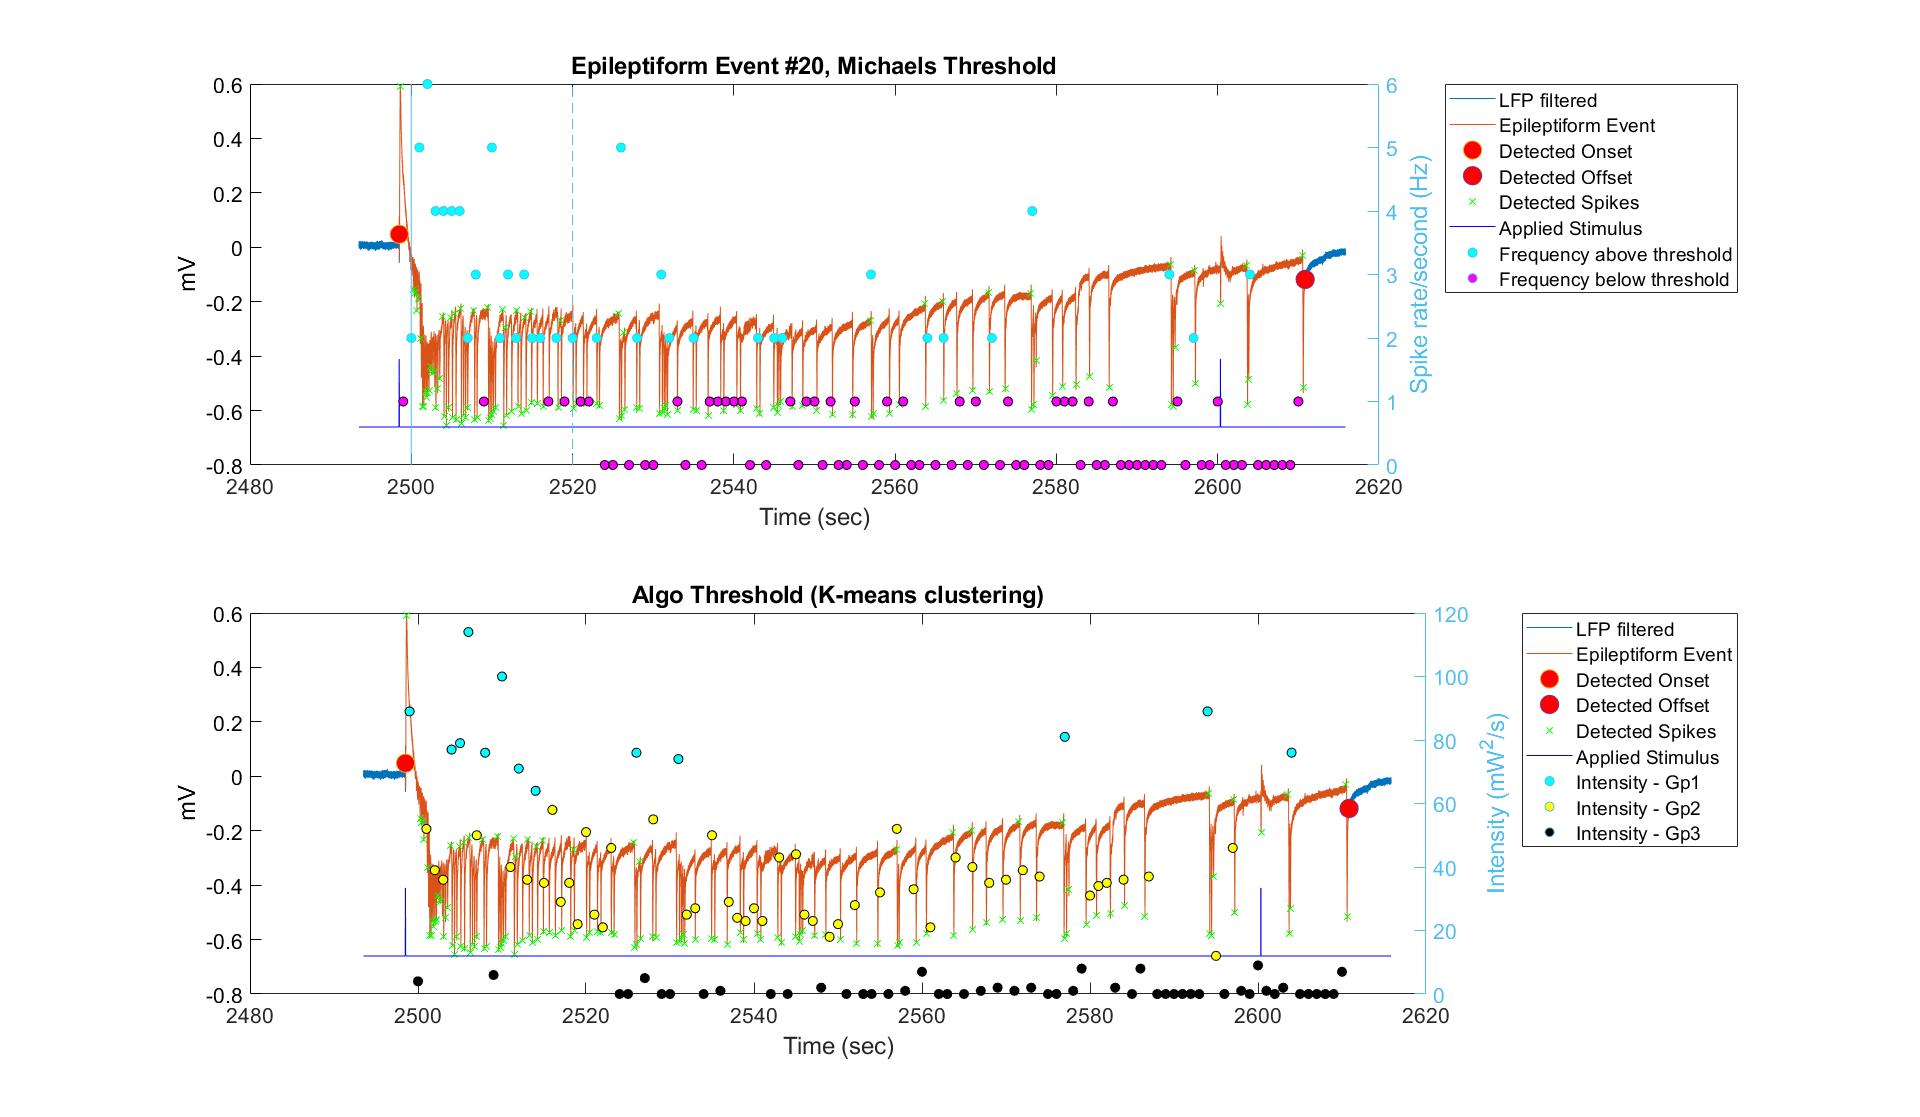 Epileptiform Event #20, Michaels Threshold
0.6
0.4
0.2
0
-0.2
-0.4
-0.6
-0.8
mV
2480
2500
2520
2540
2560
2580
2600
2620
Time (sec)
6
5
4
3
2
1
0
Spike rate/second (Hz)
LFP filtered
Epileptiform Event
Detected Onset
Detected Offset
Detected Spikes
Applied Stimulus
Frequency above threshold
Frequency below threshold
Algo Threshold (K-means clustering)
0.6
0.4
0.2
0
-0.2
-0.4
-0.6
-0.8
mV
2480
2500
2520
2540
2560
2580
2600
2620
Time (sec)
120
100
80
60
40
20
0
Intensity (mW²/s)
LFP filtered
Epileptiform Event
Detected Onset
Detected Offset
Detected Spikes
Applied Stimulus
Intensity - Gp1
Intensity - Gp2
Intensity - Gp3